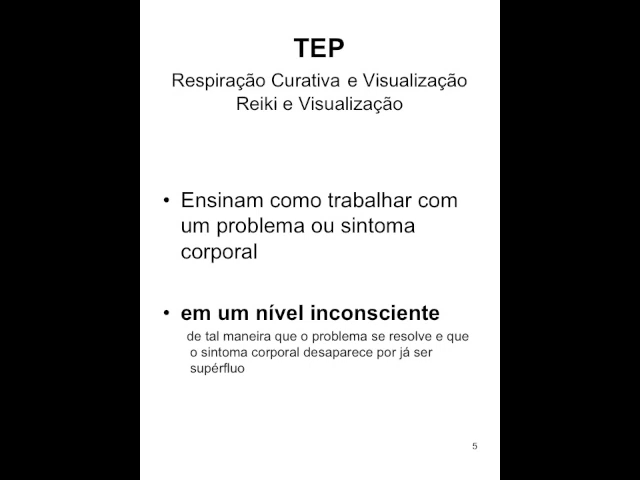 TEP
Respiração Curativa e Visualização
Reiki e Visualização
• Ensinam como trabalhar com
um problema ou sintoma
corporal
• em um nível inconsciente
de tal maneira que o problema se resolve e que
o sintoma corporal desaparece por já ser
supérfluo
5